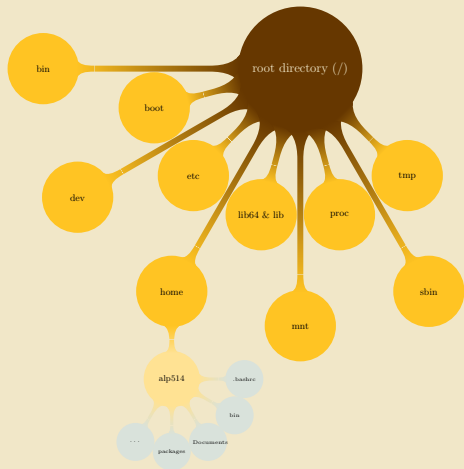 root directory (/)
bin
boot
dev
etc
lib64 & lib
proc
tmp
home
mnt
sbin
alp514
.bashrc
bin
Documents
packages
. . .